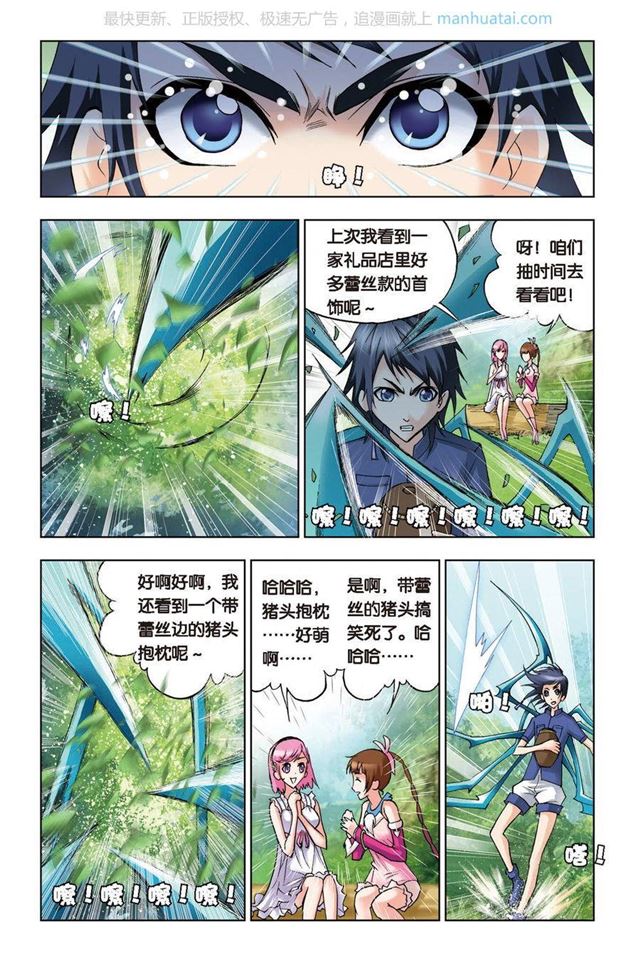 最快更新、正版授权、极速无广告，追漫画就上 manhuatai.com
睁！
嚓！
上次我看到一
家礼品店里好
多蕾丝款的首
饰呢～
呀！咱们
抽时间去
看看吧！
嚓！嚓！嚓！嚓！嚓！嚓！
好啊好啊，我
还看到一个带
蕾丝边的猪头
抱枕呢～
嚓！嚓！嚓！嚓！
哈哈哈，
猪头抱枕
……好萌
啊……
是啊，带蕾
丝的猪头搞
笑死了。哈
哈哈……
啪！
嗒！